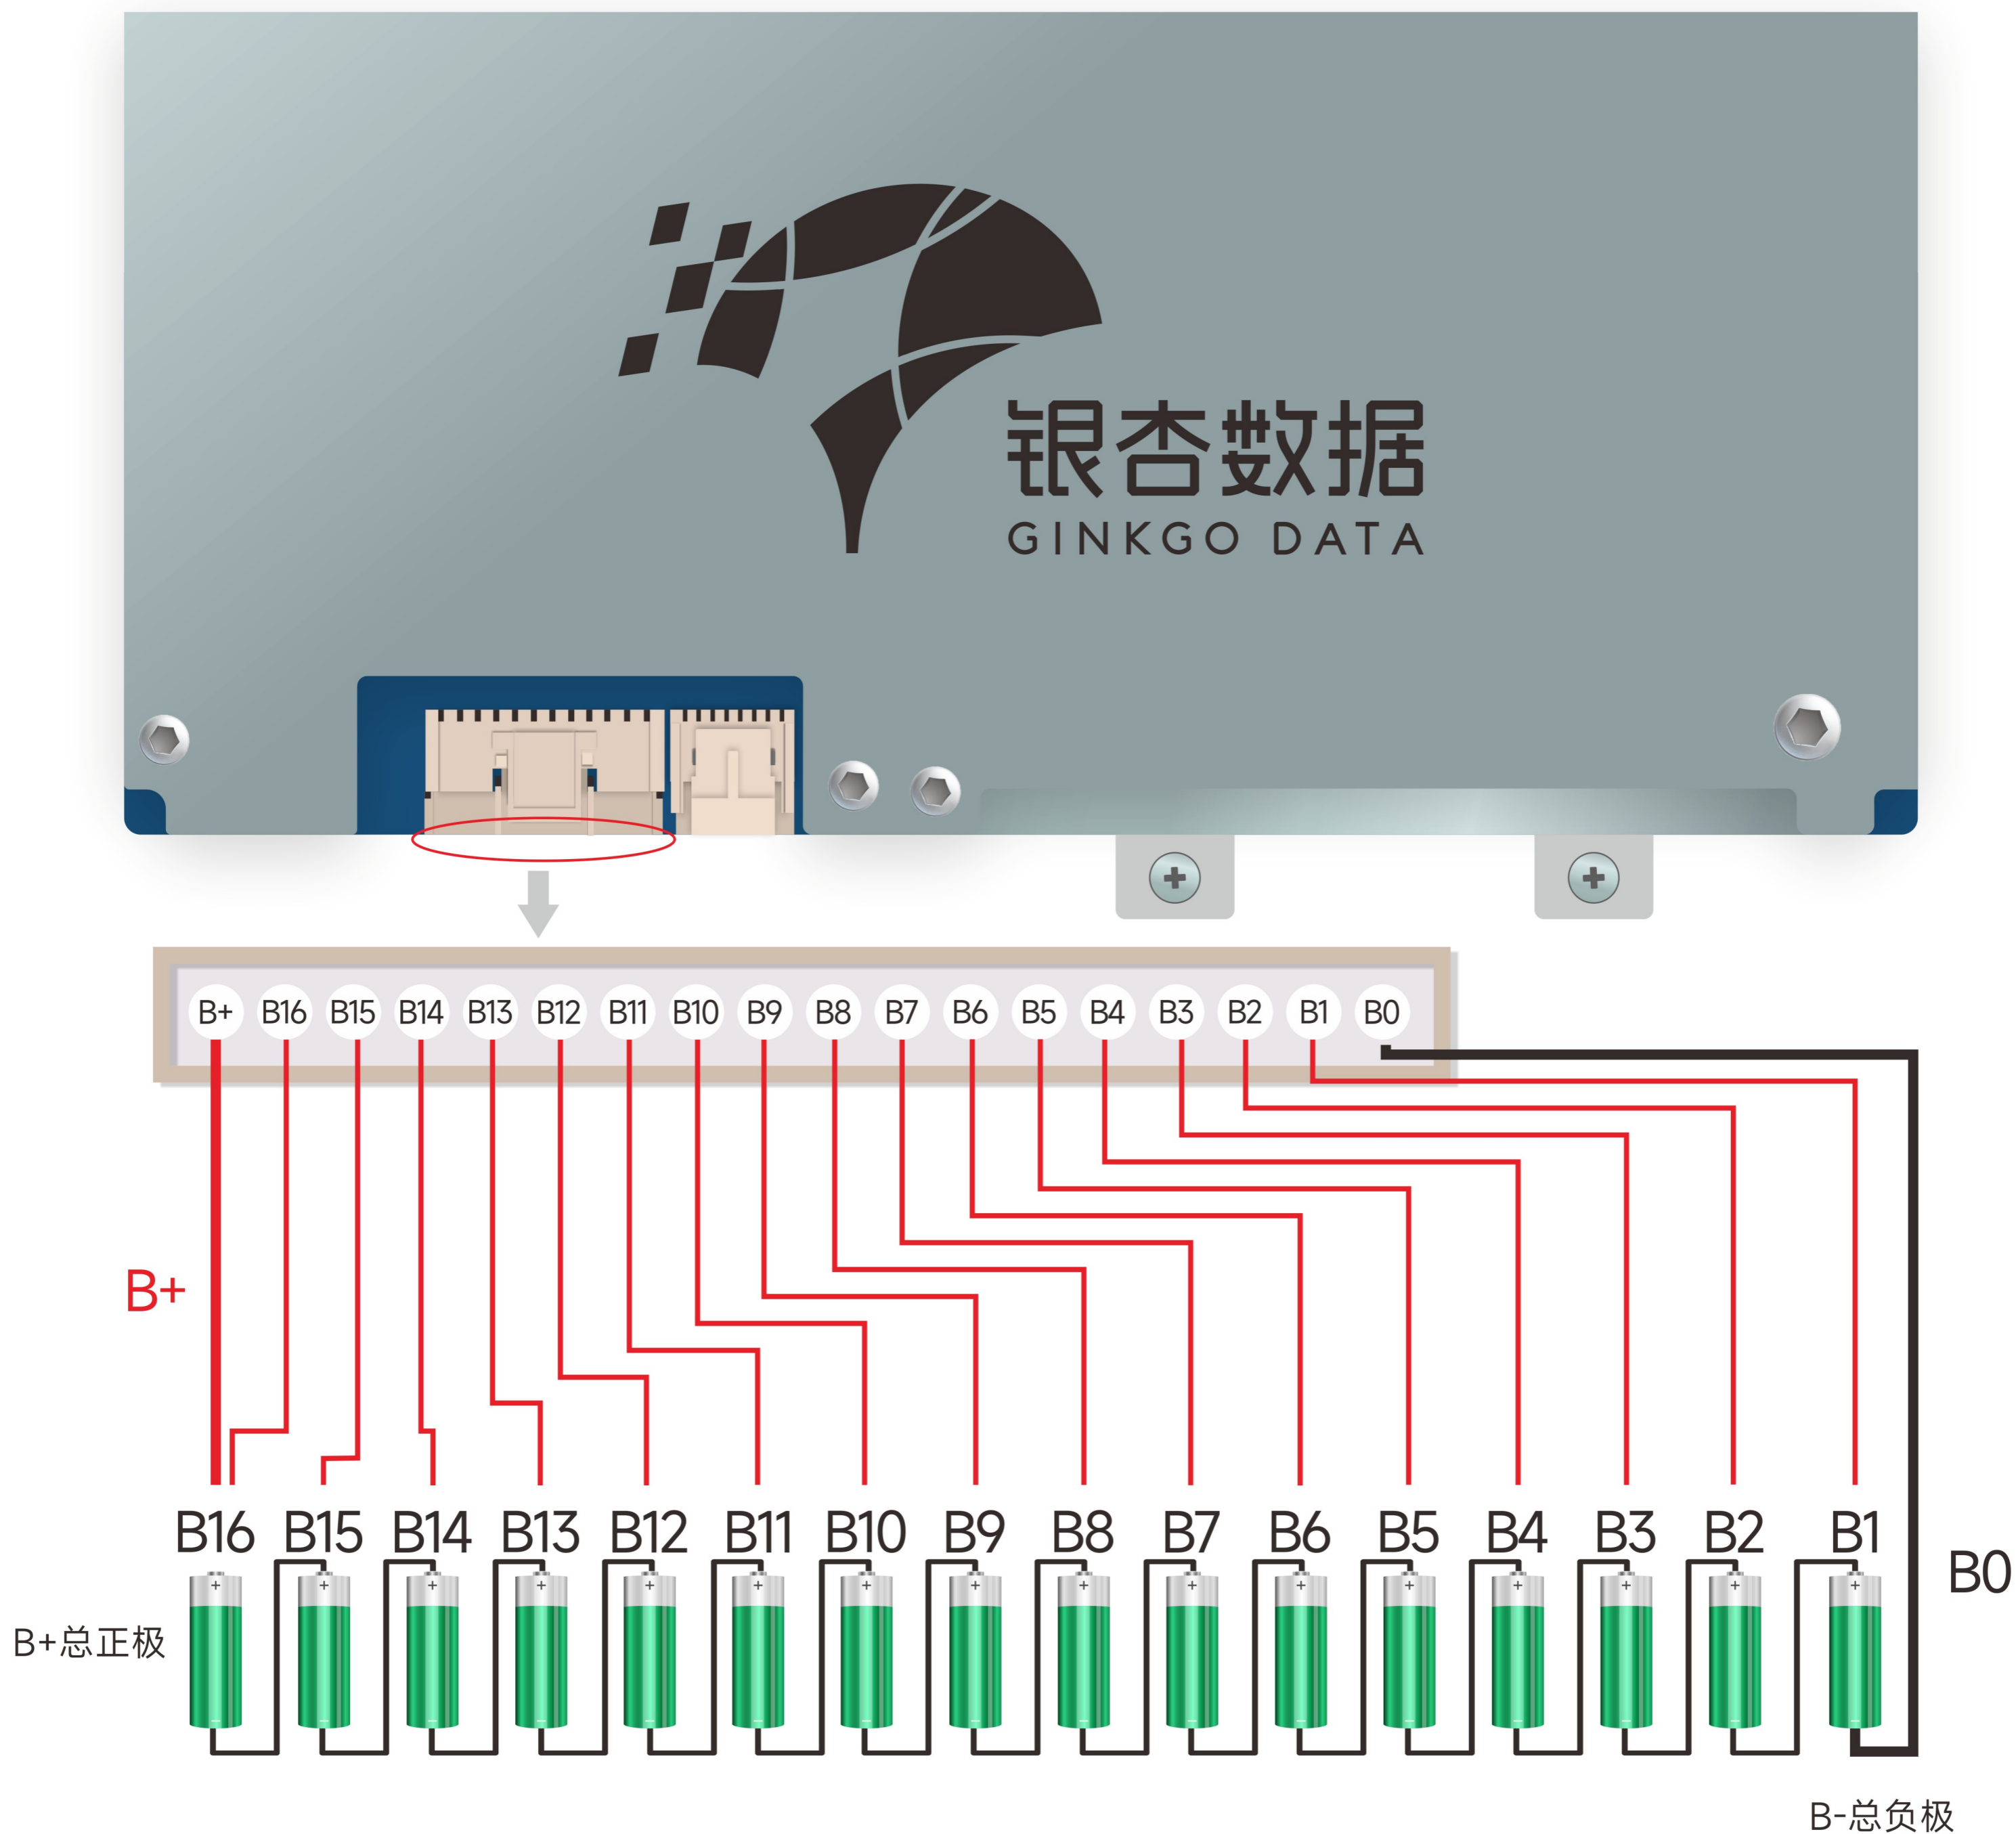 银杏数据
GINKGO DATA
B+ B16 B15 B14 B13 B12 B11 B10 B9 B8 B7 B6 B5 B4 B3 B2 B1 B0
B+
B16 B15 B14 B13 B12 B11 B10 B9 B8 B7 B6 B5 B4 B3 B2 B1
B0
+ + + + + + + + + + + + + + + +
B+总正极
B-总负极